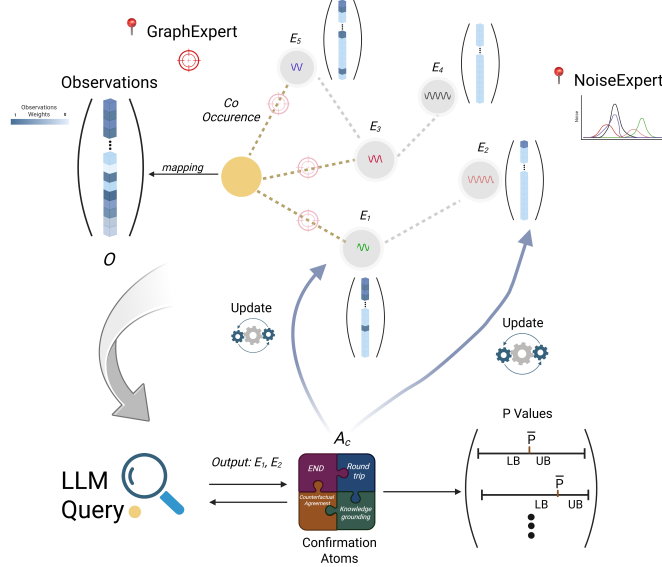 GraphExpert
E5
E4
NoiseExpert
Observations
Observations
Weights
Co
Occurence
E3
E2
Noise
mapping
E1
O
Update
Update
P Values
Ac
P
LB
UB
P
LB
UB
LLM
Query
Output: E1, E2
END
Round
trip
Counterfactual
Agreement
Knowledge
grounding
Confirmation
Atoms